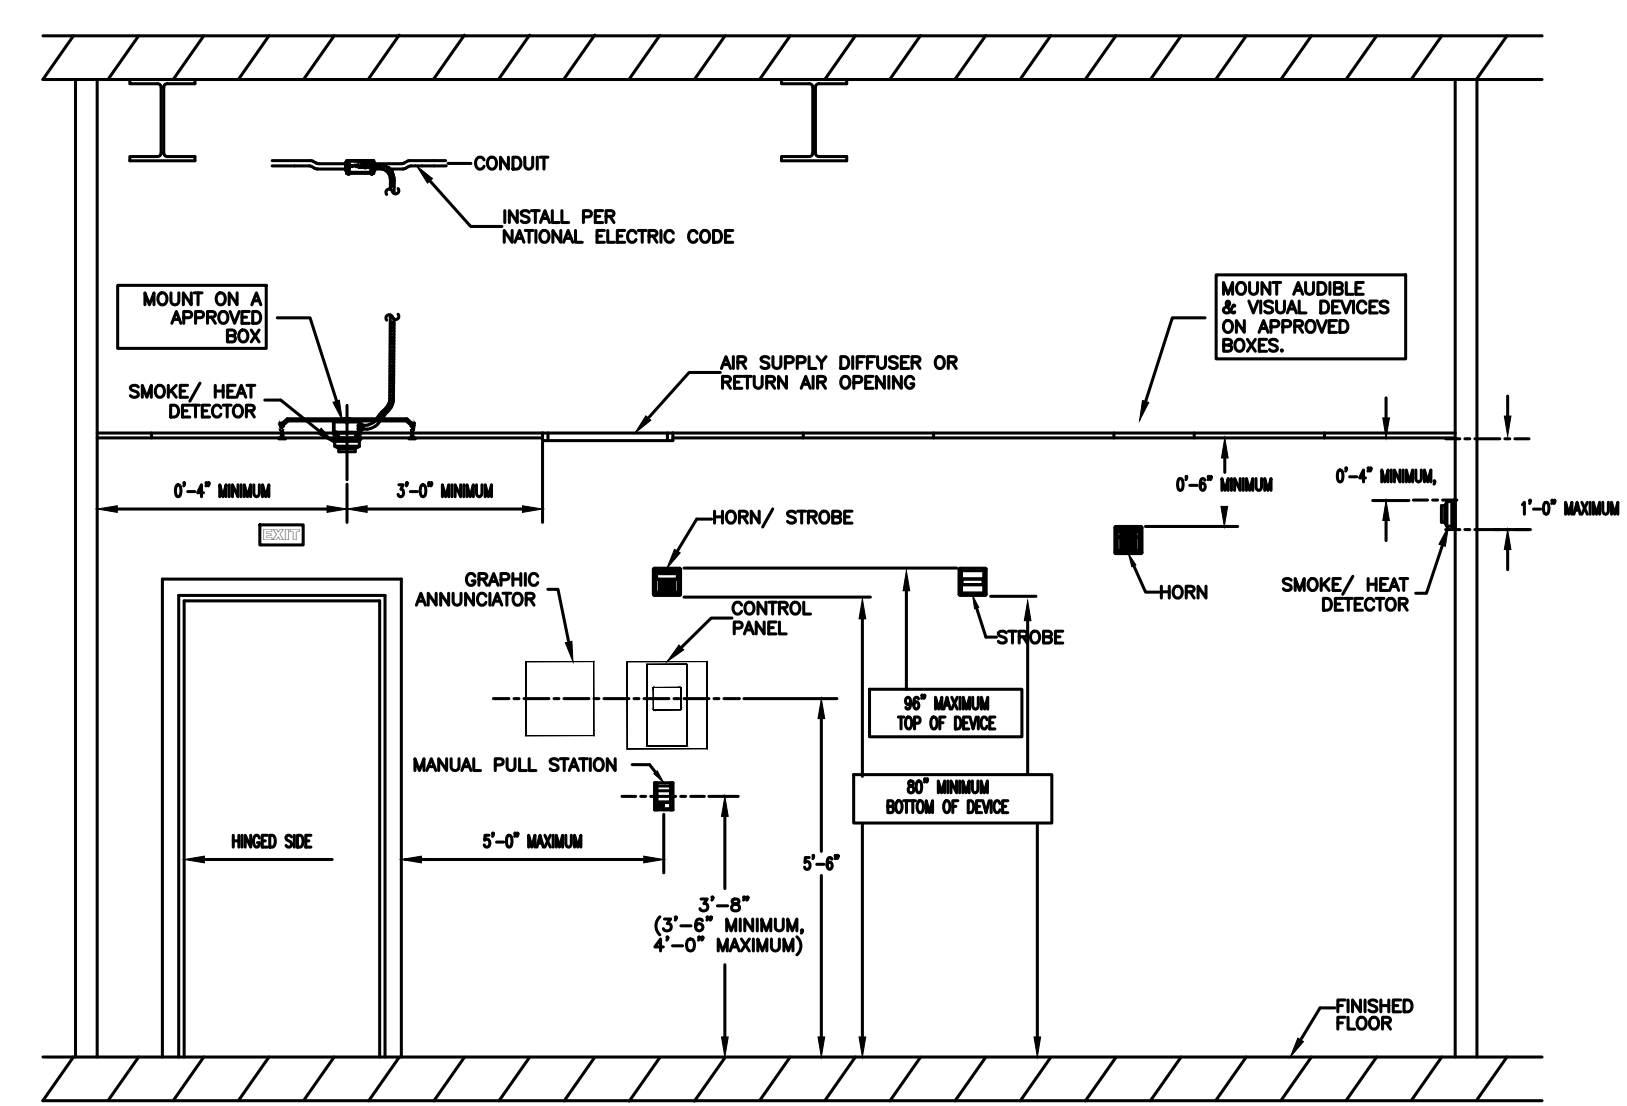 CONDUIT
INSTALL PER
NATIONAL ELECTRIC CODE
MOUNT ON A
APPROVED
BOX
MOUNT AUDIBLE
& VISUAL DEVICES
ON APPROVED
BOXES.
AIR SUPPLY DIFFUSER OR
RETURN AIR OPENING
SMOKE/ HEAT
DETECTOR
0'-4" MINIMUM
3'-0" MINIMUM
0'-6" MINIMUM
0'-4" MINIMUM,
1'-0" MAXIMUM
EXIT
HORN/ STROBE
GRAPHIC
ANNUNCIATOR
CONTROL
PANEL
STROBE
HORN
SMOKE/ HEAT
DETECTOR
96" MAXIMUM
TOP OF DEVICE
MANUAL PULL STATION
80" MINIMUM
BOTTOM OF DEVICE
HINGED SIDE
5'-0" MAXIMUM
5'-6"
3'-8"
(3'-6" MINIMUM,
4'-0" MAXIMUM)
FINISHED
FLOOR